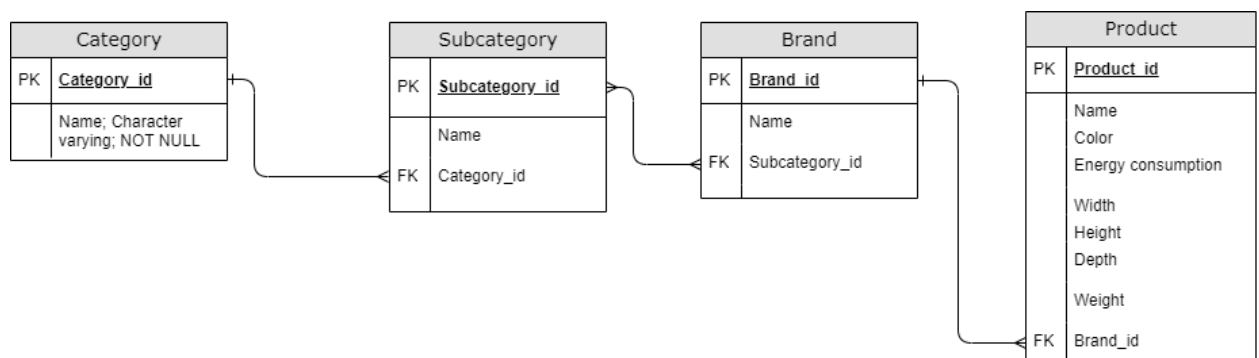 Category
PK Category_id
Name; Character
varying; NOT NULL
Subcategory
PK Subcategory_id
Name
FK Category_id
Brand
PK Brand_id
Name
FK Subcategory_id
Product
PK Product_id
Name
Color
Energy consumption
Width
Height
Depth
Weight
FK Brand_id